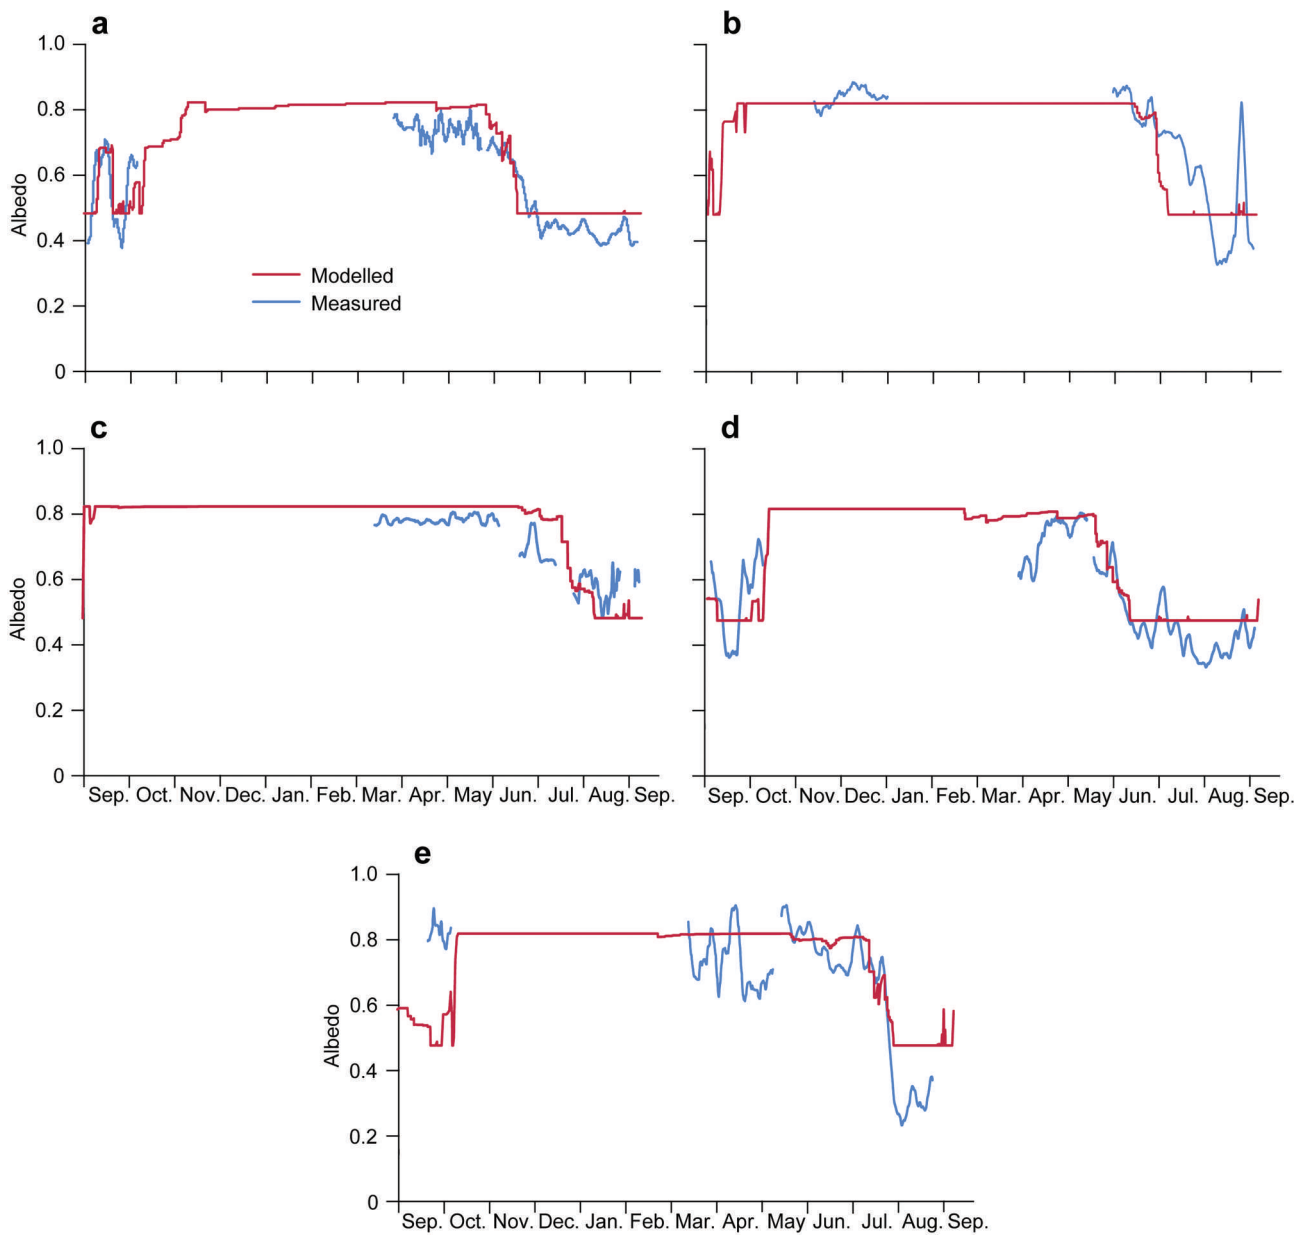 a
b
1.0
0.8
0.6
0.4
0.2
0
Albedo
Modelled
Measured
c
d
1.0
0.8
0.6
0.4
0.2
0
Albedo
Sep. Oct. Nov. Dec. Jan. Feb. Mar. Apr. May Jun. Jul. Aug. Sep.
Sep. Oct. Nov. Dec. Jan. Feb. Mar. Apr. May Jun. Jul. Aug. Sep.
e
1.0
0.8
0.6
0.4
0.2
0
Albedo
Sep. Oct. Nov. Dec. Jan. Feb. Mar. Apr. May Jun. Jul. Aug. Sep.